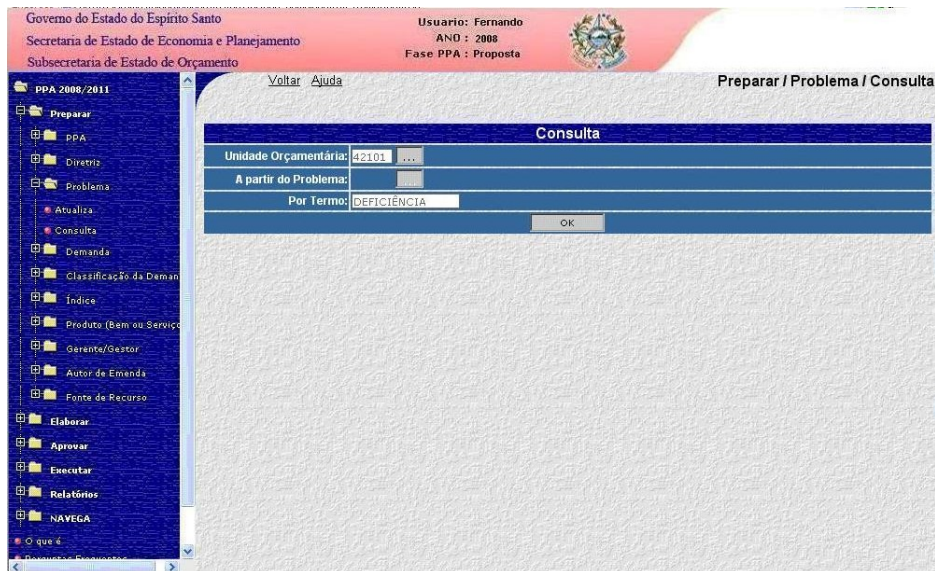 Governo do Estado do Espírito Santo
Secretaria de Estado de Economia e Planejamento
Subsecretaria de Estado de Orçamento
Usuario: Fernando
ANO : 2008
Fase PPA : Proposta
Voltar Ajuda
Preparar / Problema / Consulta
PPA 2008/2011
Preparar
PPA
Diretriz
Problema
Atualiza
Consulta
Demanda
Classificação da Deman
Índice
Produto (Bem ou Serviço
Gerente/Gestor
Autor de Emenda
Fonte de Recurso
Elaborar
Aprovar
Executar
Relatórios
NAVEGA
O que é
Perguntas Frequentes
Consulta
Unidade Orçamentária: 42101 ...
A partir do Problema: ...
Por Termo: DEFICIÊNCIA
OK